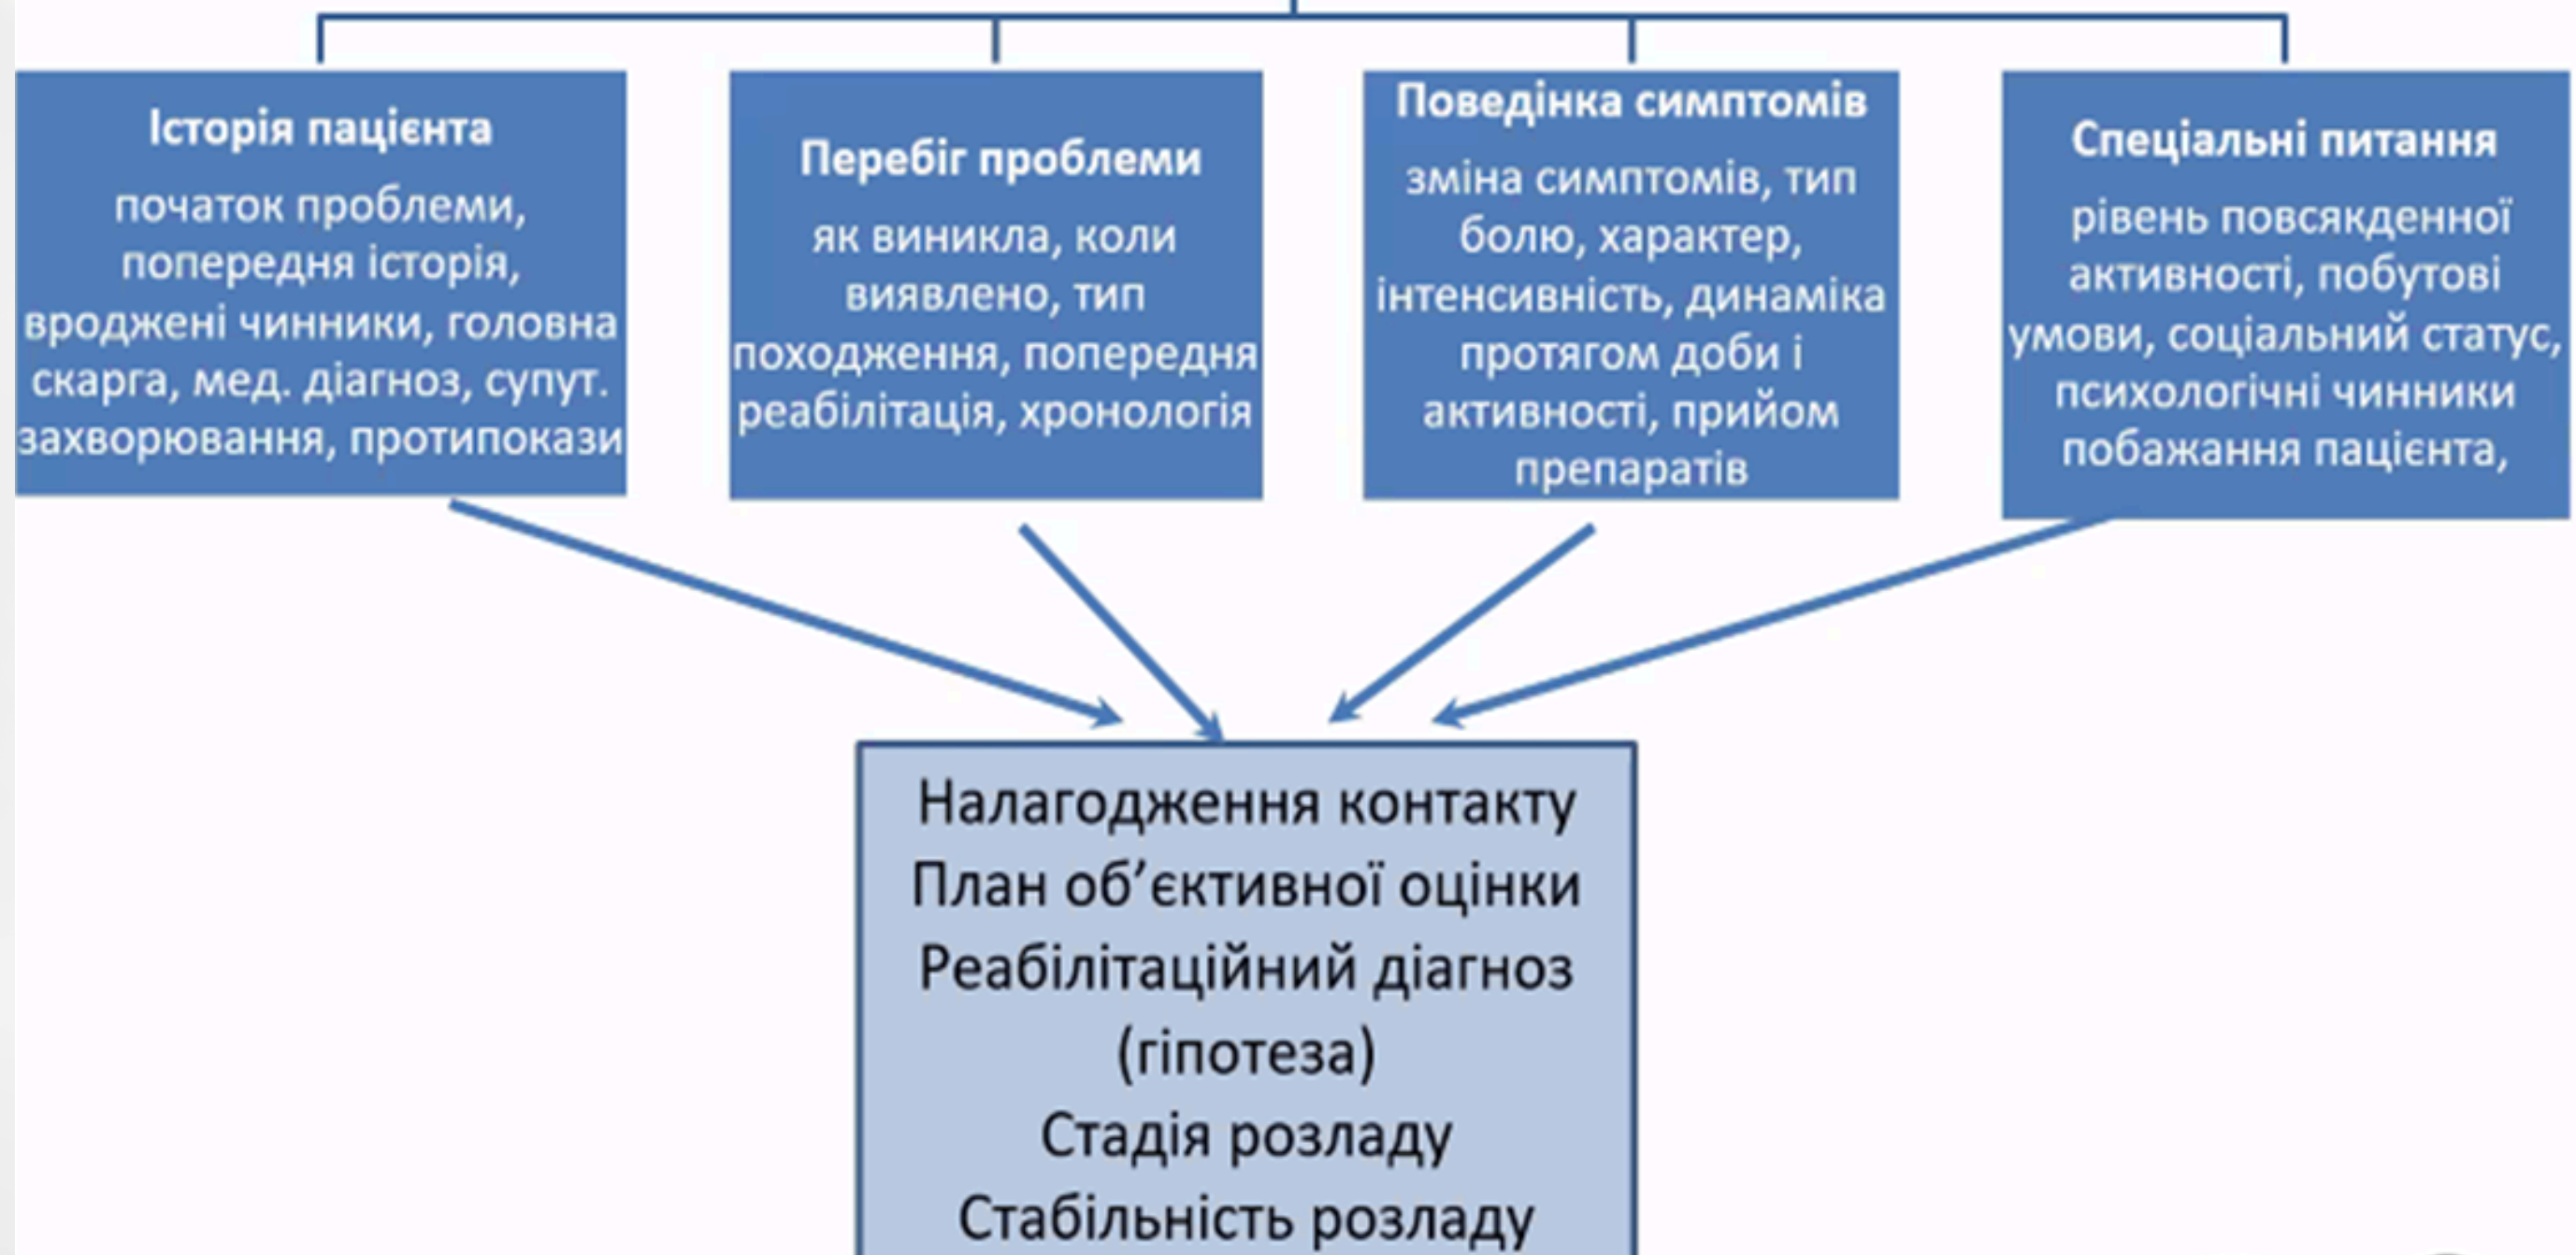 Історія пацієнта
початок проблеми,
попередня історія,
вроджені чинники, головна
скарга, мед. діагноз, супут.
захворювання, протипокази
Перебіг проблеми
як виникла, коли
виявлено, тип
походження, попередня
реабілітація, хронологія
Поведінка симптомів
зміна симптомів, тип
болю, характер,
інтенсивність, динаміка
протягом доби і
активності, прийом
препаратів
Спеціальні питання
рівень повсякденної
активності, побутові
умови, соціальний статус,
психологічні чинники
побажання пацієнта,
Налагодження контакту
План об’єктивної оцінки
Реабілітаційний діагноз
(гіпотеза)
Стадія розладу
Стабільність розладу